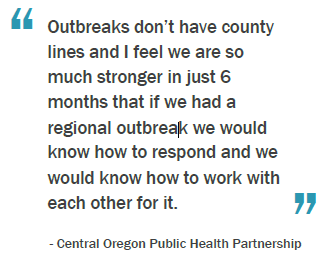 “
Outbreaks don’t have county
lines and I feel we are so
much stronger in just 6
months that if we had a
regional outbreak we would
know how to respond and we
would know how to work with
each other for it.
”
- Central Oregon Public Health Partnership